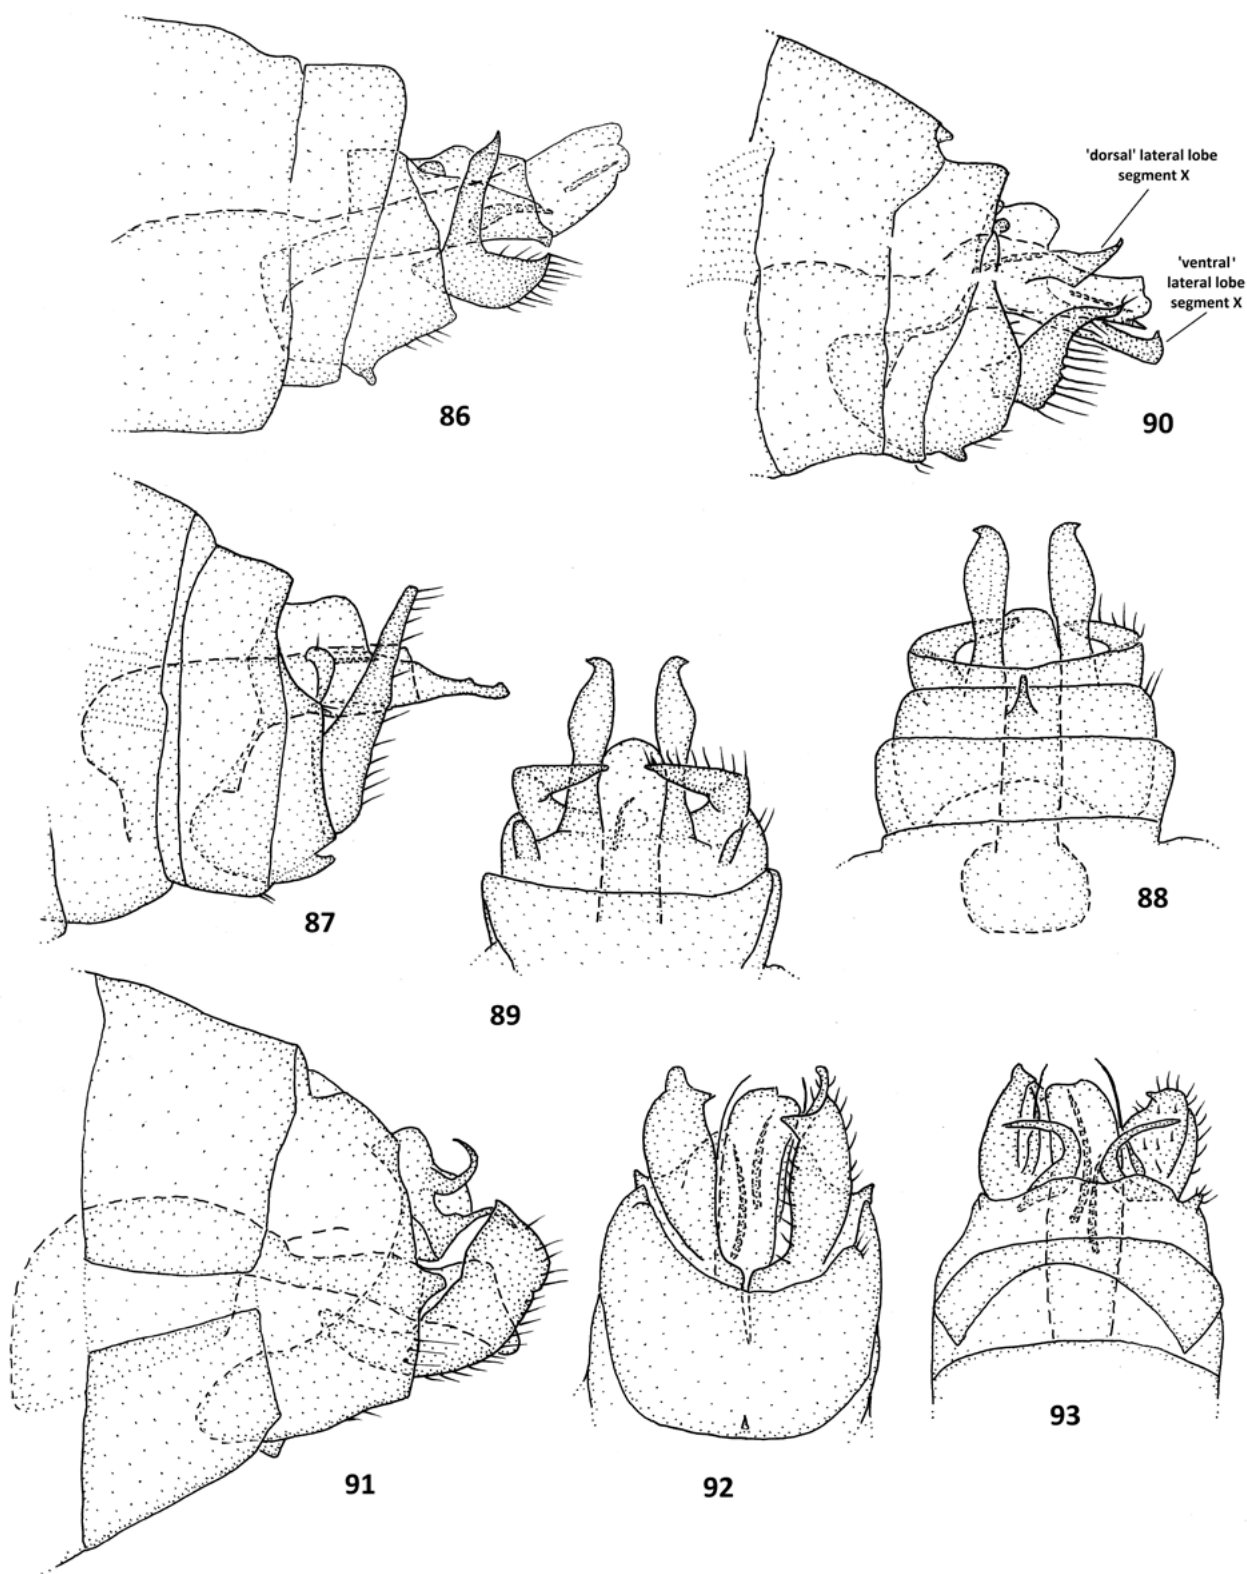 'dorsal' lateral lobe
segment X
'ventral'
lateral lobe
segment X
86
90
87
89
88
91
92
93